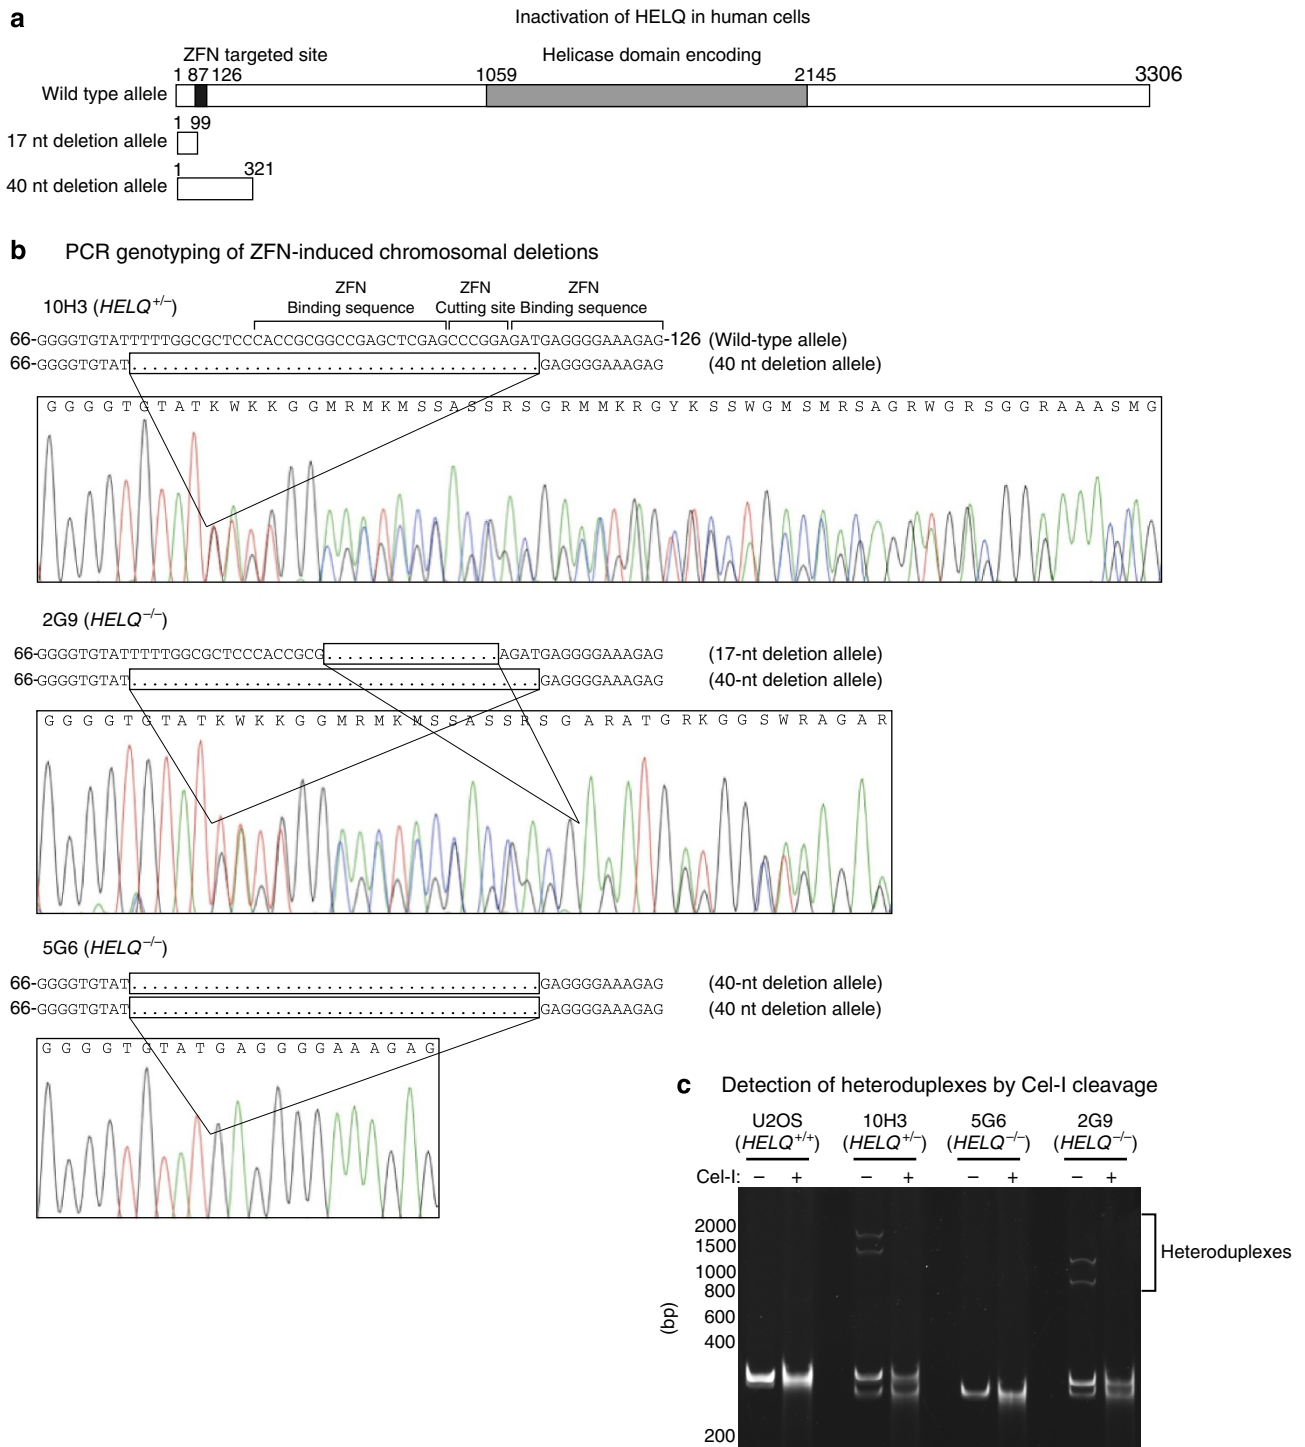 a
Inactivation of HELQ in human cells
ZFN targeted site
Helicase domain encoding
1 87 126 1059 2145 3306
Wild type allele
1 99
17 nt deletion allele
1 321
40 nt deletion allele
b PCR genotyping of ZFN-induced chromosomal deletions
10H3 (HELQ+/–)
ZFN Binding sequence
ZFN Cutting site
ZFN Binding sequence
66-GGGGTGTATTTTTGGCGCTCCCACCGCGGCCGAGCTCGAGCCCGGAGATGAGGGGAAAGAG-126 (Wild-type allele)
66-GGGGTGTAT........................................GAGGGGAAAGAG (40 nt deletion allele)
G G G G T G T A T K W K K G G M R M K M S S A S S R S G R M M K R G Y K S S W G M S M R S A G R W G R S G G R A A A S M G
2G9 (HELQ–/–)
66-GGGGTGTATTTTTGGCGCTCCCACCGCG.................AGATGAGGGGAAAGAG (17-nt deletion allele)
66-GGGGTGTAT........................................GAGGGGAAAGAG (40-nt deletion allele)
G G G G T G T A T K W K K G G M R M K M S S A S S R S G A R A T G R K G G S W R A G A R
5G6 (HELQ–/–)
66-GGGGTGTAT........................................GAGGGGAAAGAG (40-nt deletion allele)
66-GGGGTGTAT........................................GAGGGGAAAGAG (40 nt deletion allele)
G G G G T G T A T G A G G G G A A A G A G
c Detection of heteroduplexes by Cel-I cleavage
U2OS 10H3 5G6 2G9
(HELQ+/+) (HELQ+/–) (HELQ–/–) (HELQ–/–)
Cel-I: – + – + – + – +
2000
1500
1000
800
600
400
200
(bp)
Heteroduplexes